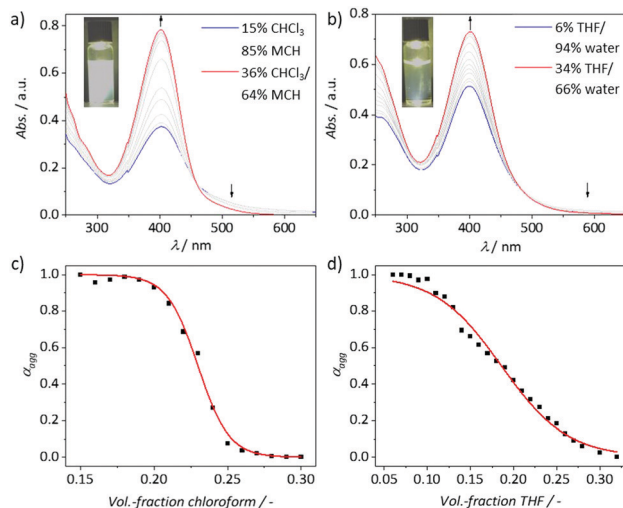 a)
15% CHCl₃
85% MCH
36% CHCl₃/
64% MCH
Abs. / a.u.
0.8
0.6
0.4
0.2
0.0
300
400
500
600
λ / nm
b)
6% THF/
94% water
34% THF/
66% water
Abs. / a.u.
0.8
0.6
0.4
0.2
0.0
300
400
500
600
λ / nm
c)
αagg
1.0
0.8
0.6
0.4
0.2
0.0
0.15
0.20
0.25
0.30
Vol.-fraction chloroform / -
d)
αagg
1.0
0.8
0.6
0.4
0.2
0.0
0.05
0.10
0.15
0.20
0.25
0.30
Vol.-fraction THF / -